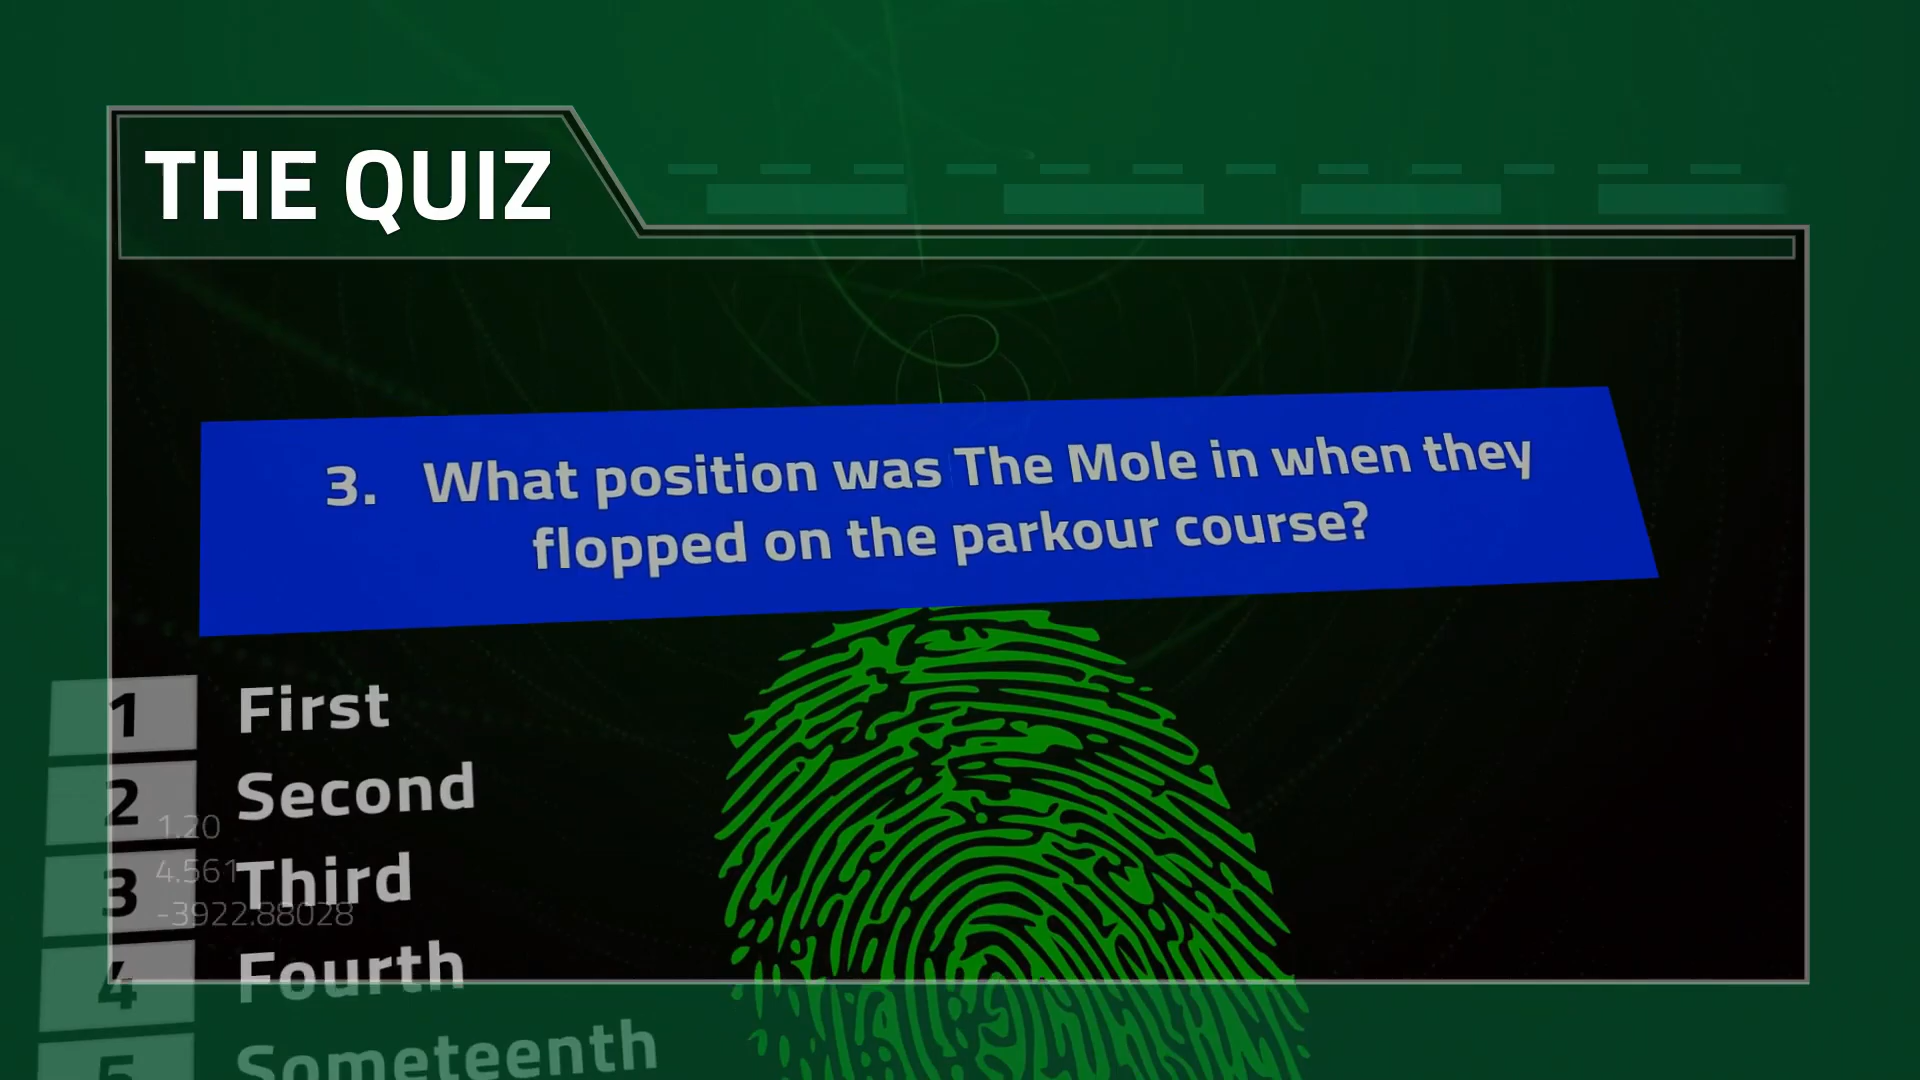 THE QUIZ
3. What position was The Mole in when they
flopped on the parkour course?
1 First
2 Second
1.20
3 Third
4.561
-3922.88028
4 Fourth
5 Someteenth